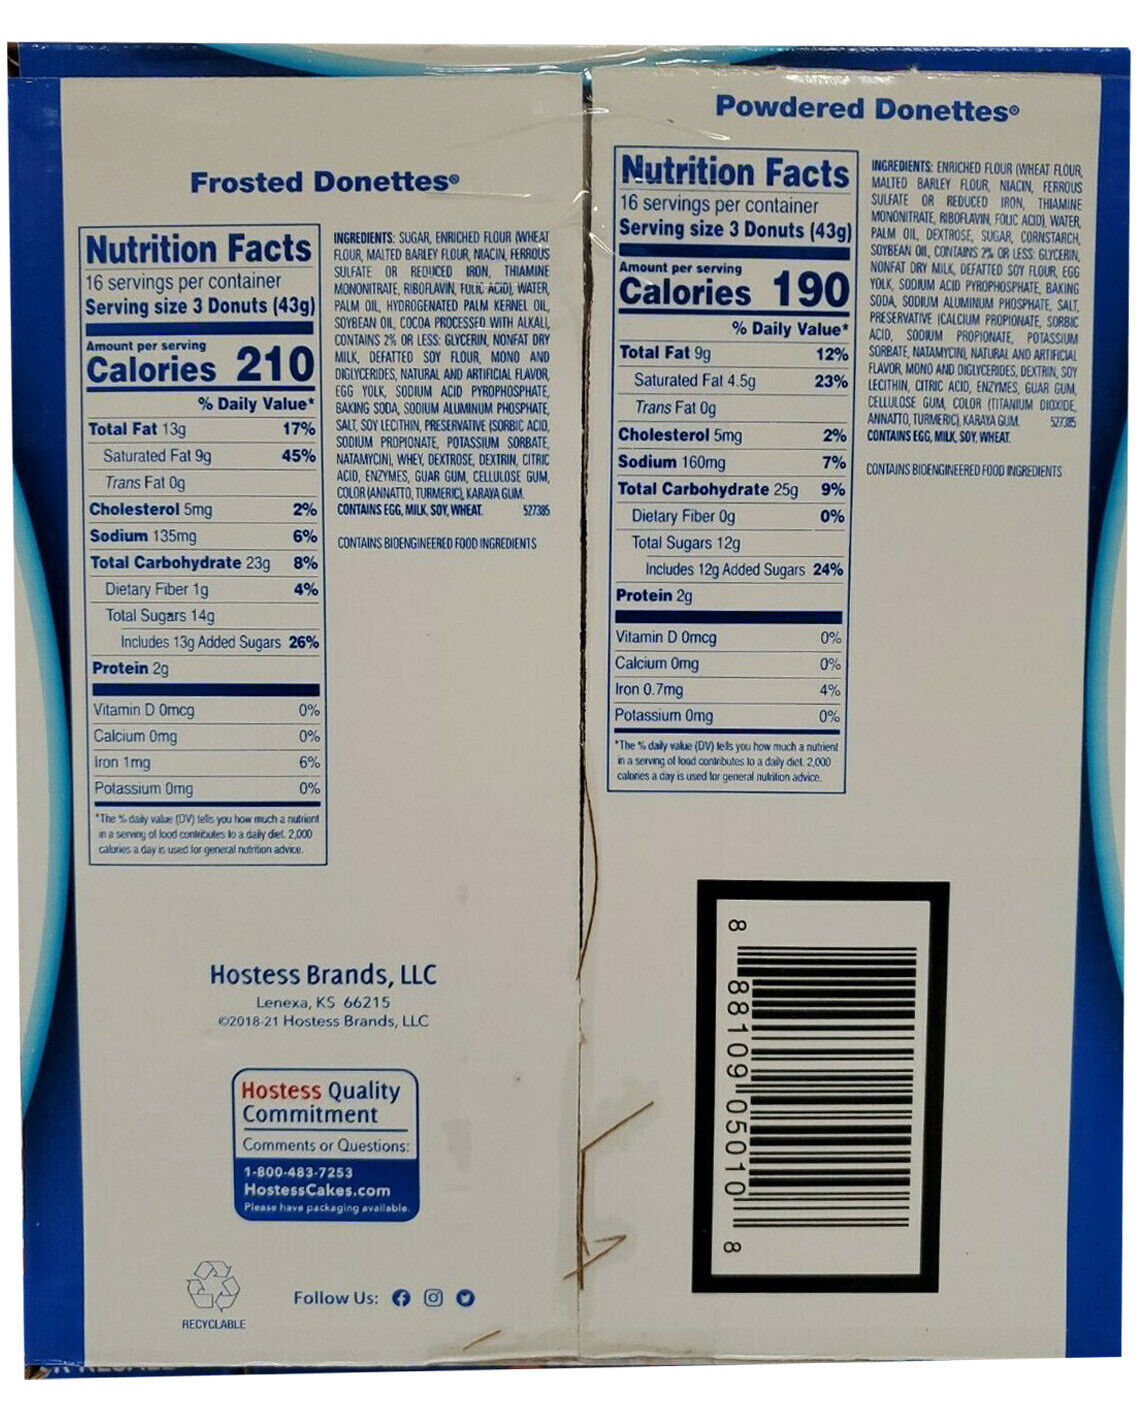 Frosted Donettes®
Nutrition Facts
16 servings per container
Serving size 3 Donuts (43g)
Amount per serving
Calories 210
% Daily Value*
Total Fat 13g 17%
Saturated Fat 9g 45%
Trans Fat 0g
Cholesterol 5mg 2%
Sodium 135mg 6%
Total Carbohydrate 23g 8%
Dietary Fiber 1g 4%
Total Sugars 14g
Includes 13g Added Sugars 26%
Protein 2g
Vitamin D 0mcg 0%
Calcium 0mg 0%
Iron 1mg 6%
Potassium 0mg 0%
*The % daily value (DV) tells you how much a nutrient
in a serving of food contributes to a daily diet. 2,000
calories a day is used for general nutrition advice.
INGREDIENTS: SUGAR, ENRICHED FLOUR (WHEAT
FLOUR, MALTED BARLEY FLOUR, NIACIN, FERROUS
SULFATE OR REDUCED IRON, THIAMINE
MONONITRATE, RIBOFLAVIN, FOLIC ACID), WATER,
PALM OIL, HYDROGENATED PALM KERNEL OIL,
SOYBEAN OIL, COCOA PROCESSED WITH ALKALI,
CONTAINS 2% OR LESS: GLYCERIN, NONFAT DRY
MILK, DEFATTED SOY FLOUR, MONO AND
DIGLYCERIDES, NATURAL AND ARTIFICIAL FLAVOR,
EGG YOLK, SODIUM ACID PYROPHOSPHATE,
BAKING SODA, SODIUM ALUMINUM PHOSPHATE,
SALT, SOY LECITHIN, PRESERVATIVE (SORBIC ACID,
SODIUM PROPIONATE, POTASSIUM SORBATE,
NATAMYCIN), WHEY, DEXTROSE, DEXTRIN, CITRIC
ACID, ENZYMES, GUAR GUM, CELLULOSE GUM,
COLOR (ANNATTO, TURMERIC), KARAYA GUM.
CONTAINS EGG, MILK, SOY, WHEAT. 527385
CONTAINS BIOENGINEERED FOOD INGREDIENTS
Powdered Donettes®
Nutrition Facts
16 servings per container
Serving size 3 Donuts (43g)
Amount per serving
Calories 190
% Daily Value*
Total Fat 9g 12%
Saturated Fat 4.5g 23%
Trans Fat 0g
Cholesterol 5mg 2%
Sodium 160mg 7%
Total Carbohydrate 25g 9%
Dietary Fiber 0g 0%
Total Sugars 12g
Includes 12g Added Sugars 24%
Protein 2g
Vitamin D 0mcg 0%
Calcium 0mg 0%
Iron 0.7mg 4%
Potassium 0mg 0%
*The % daily value (DV) tells you how much a nutrient
in a serving of food contributes to a daily diet. 2,000
calories a day is used for general nutrition advice.
INGREDIENTS: ENRICHED FLOUR (WHEAT FLOUR,
MALTED BARLEY FLOUR, NIACIN, FERROUS
SULFATE OR REDUCED IRON, THIAMINE
MONONITRATE, RIBOFLAVIN, FOLIC ACID), WATER,
PALM OIL, DEXTROSE, SUGAR, CORNSTARCH,
SOYBEAN OIL, CONTAINS 2% OR LESS: GLYCERIN,
NONFAT DRY MILK, DEFATTED SOY FLOUR, EGG
YOLK, SODIUM ACID PYROPHOSPHATE, BAKING
SODA, SODIUM ALUMINUM PHOSPHATE, SALT,
PRESERVATIVE (CALCIUM PROPIONATE, SORBIC
ACID, SODIUM PROPIONATE, POTASSIUM
SORBATE, NATAMYCIN), NATURAL AND ARTIFICIAL
FLAVOR, MONO AND DIGLYCERIDES, DEXTRIN, SOY
LECITHIN, CITRIC ACID, ENZYMES, GUAR GUM,
CELLULOSE GUM, COLOR (TITANIUM DIOXIDE,
ANNATTO, TURMERIC), KARAYA GUM. 527385
CONTAINS EGG, MILK, SOY, WHEAT.
CONTAINS BIOENGINEERED FOOD INGREDIENTS
Hostess Brands, LLC
Lenexa, KS 66215
©2018-21 Hostess Brands, LLC
Hostess Quality
Commitment
Comments or Questions:
1-800-483-7253
HostessCakes.com
Please have packaging available.
RECYCLABLE
Follow Us:
8 88109 05010 8